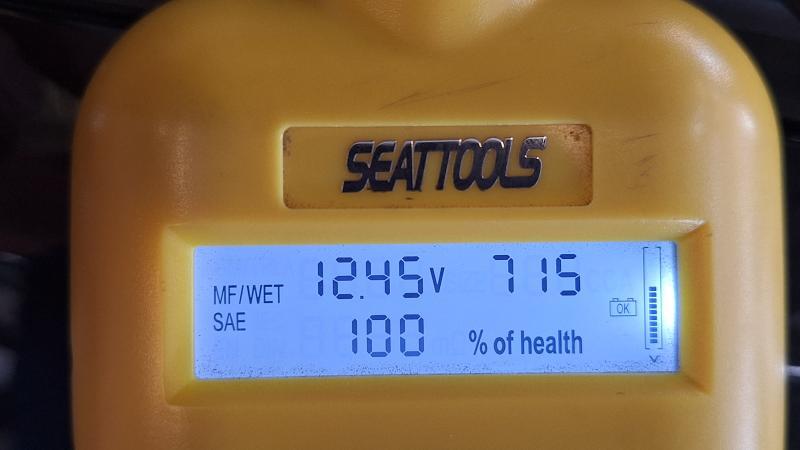 SEATTOOLS
MF/WET 12.45V 715
SAE 100 % of health
OK
V